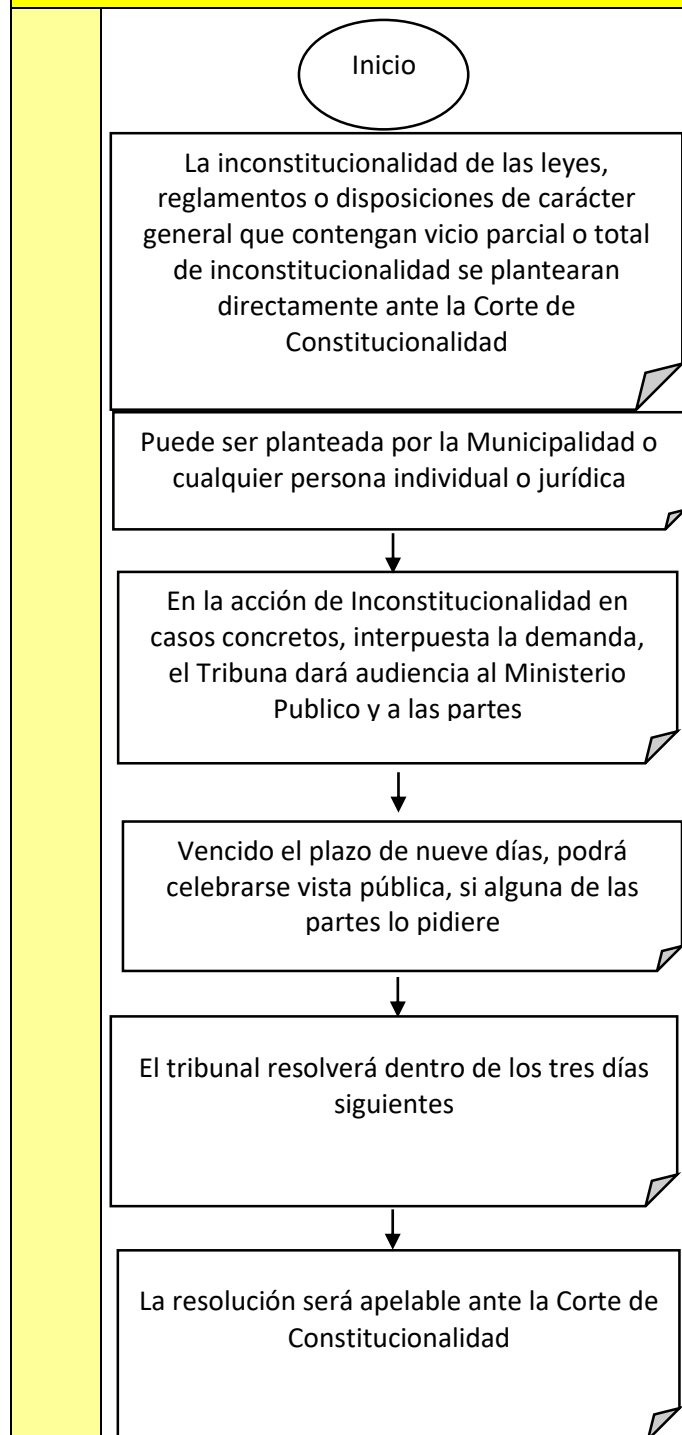 Inicio
La inconstitucionalidad de las leyes,
reglamentos o disposiciones de carácter
general que contengan vicio parcial o total
de inconstitucionalidad se plantearan
directamente ante la Corte de
Constitucionalidad
Puede ser planteada por la Municipalidad o
cualquier persona individual o jurídica
En la acción de Inconstitucionalidad en
casos concretos, interpuesta la demanda,
el Tribuna dará audiencia al Ministerio
Publico y a las partes
Vencido el plazo de nueve días, podrá
celebrarse vista pública, si alguna de las
partes lo pidiere
El tribunal resolverá dentro de los tres días
siguientes
La resolución será apelable ante la Corte de
Constitucionalidad